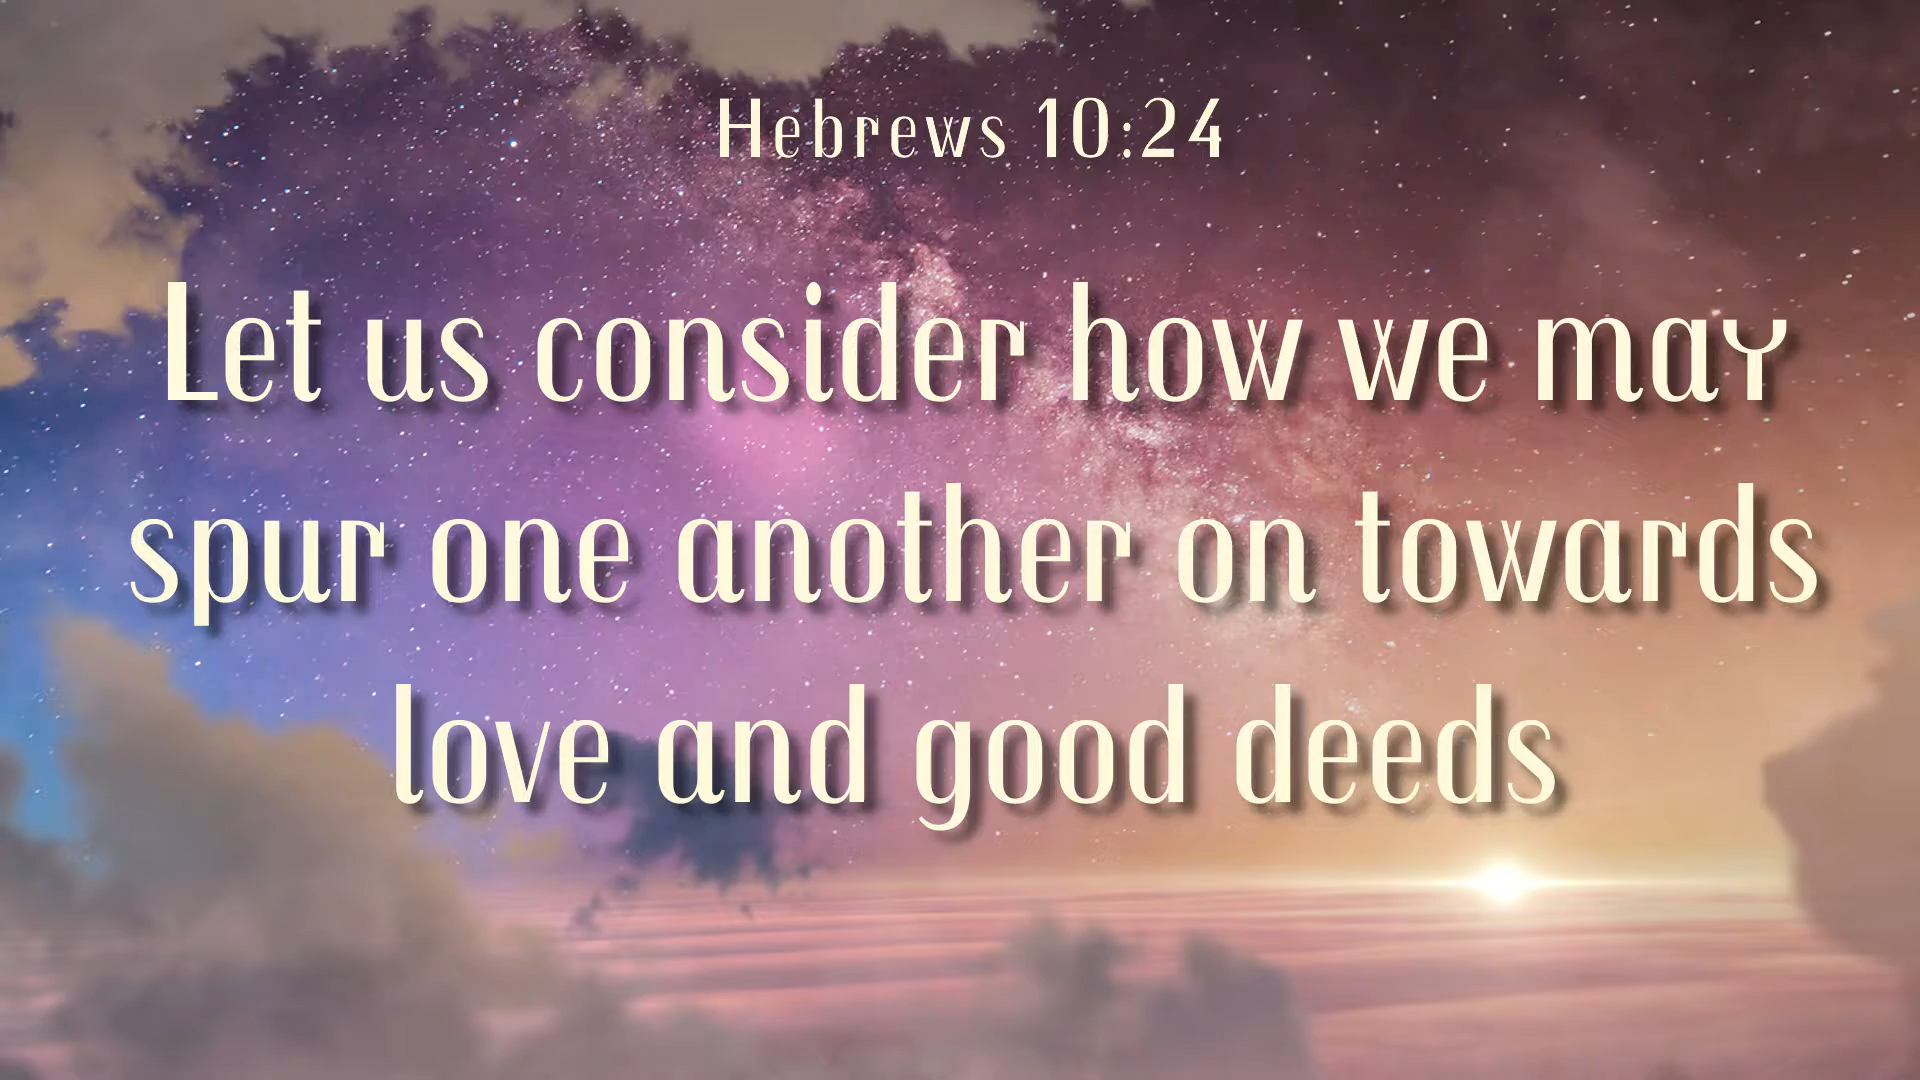 Hebrews 10:24
Let us consider how we may
spur one another on towards
love and good deeds